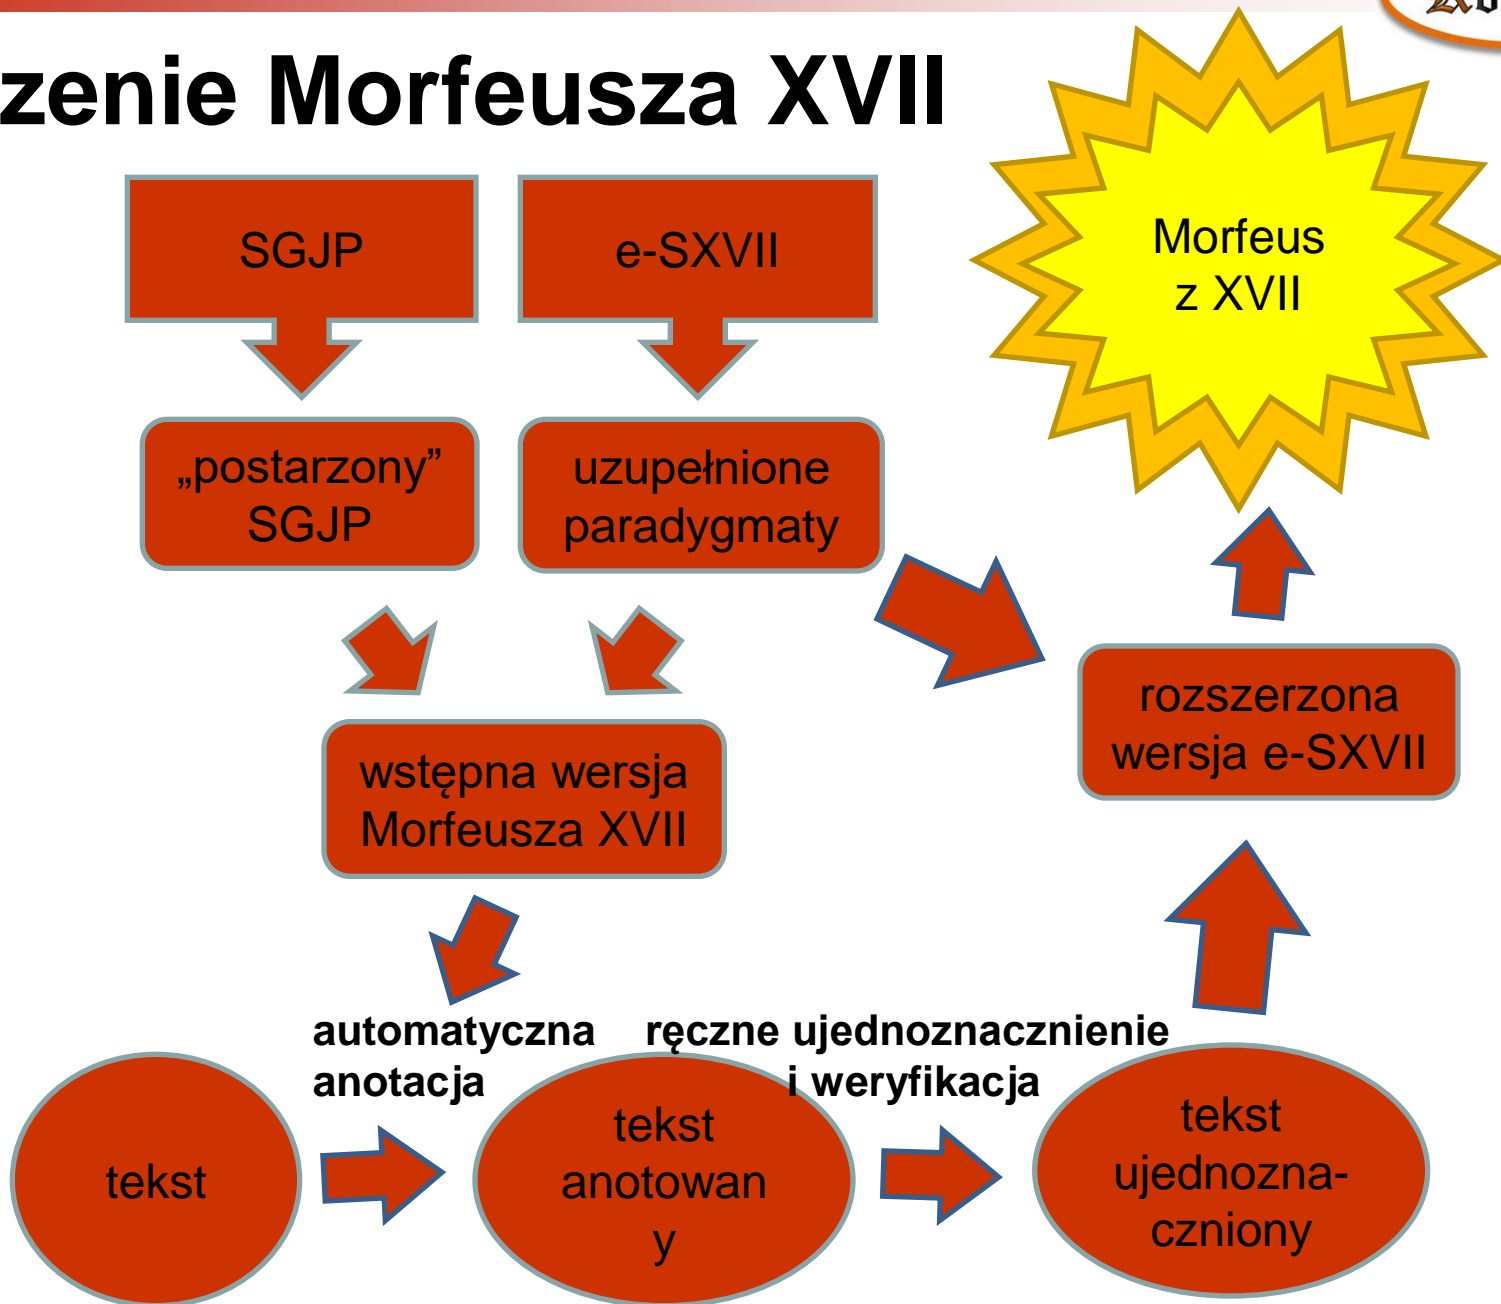 zenie Morfeusza XVII
SGJP
e-SXVII
Morfeus
z XVII
„postarzony”
SGJP
uzupełnione
paradygmaty
rozszerzona
wersja e-SXVII
wstępna wersja
Morfeusza XVII
automatyczna
anotacja
ręczne ujednoznacznienie
i weryfikacja
tekst
tekst
anotowan
y
tekst
ujednozna-
czniony